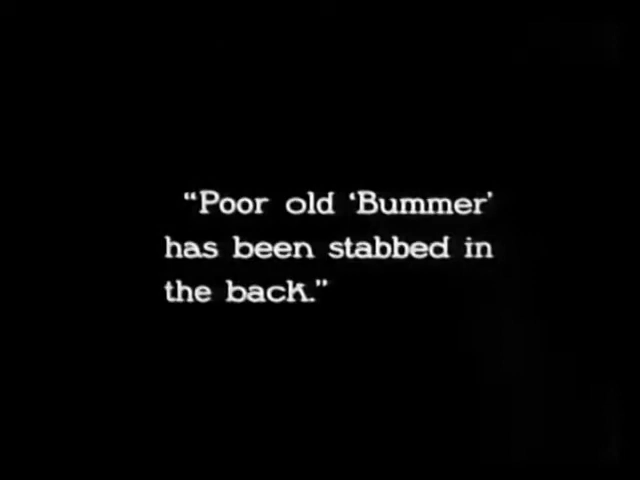 “Poor old ‘Bummer’
has been stabbed in
the back.”